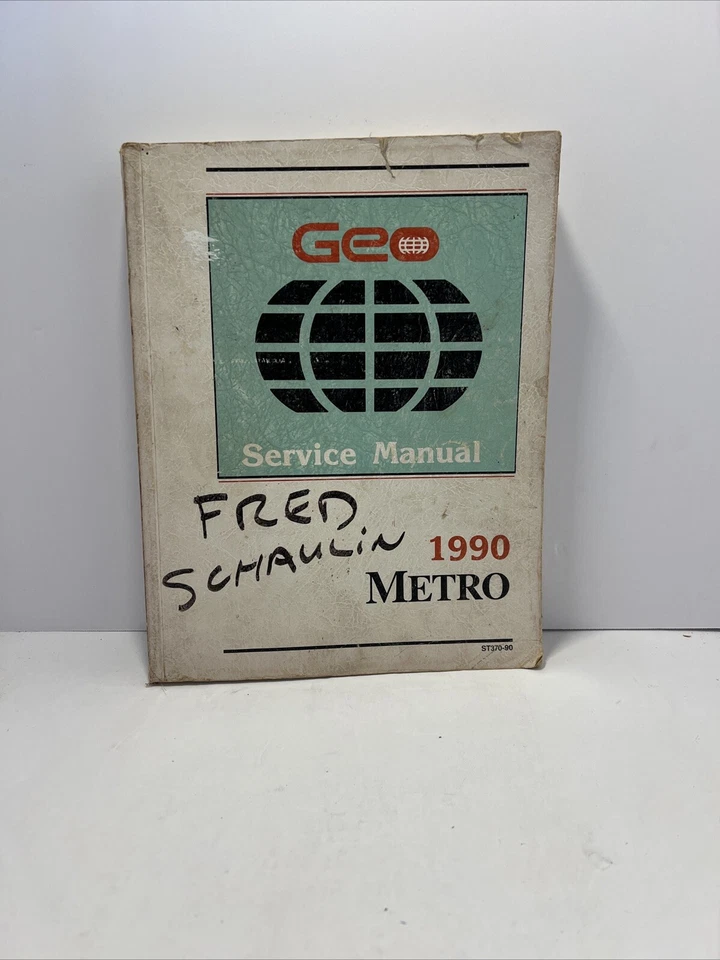 Geo
Service Manual
FRED
SCHAULIN
1990
METRO
ST370-90